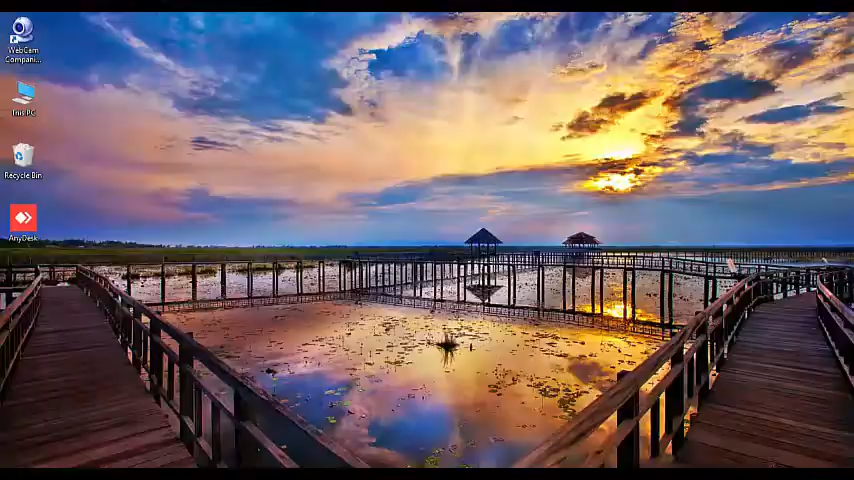 WebCam
Compani...
This PC
Recycle Bin
AnyDesk